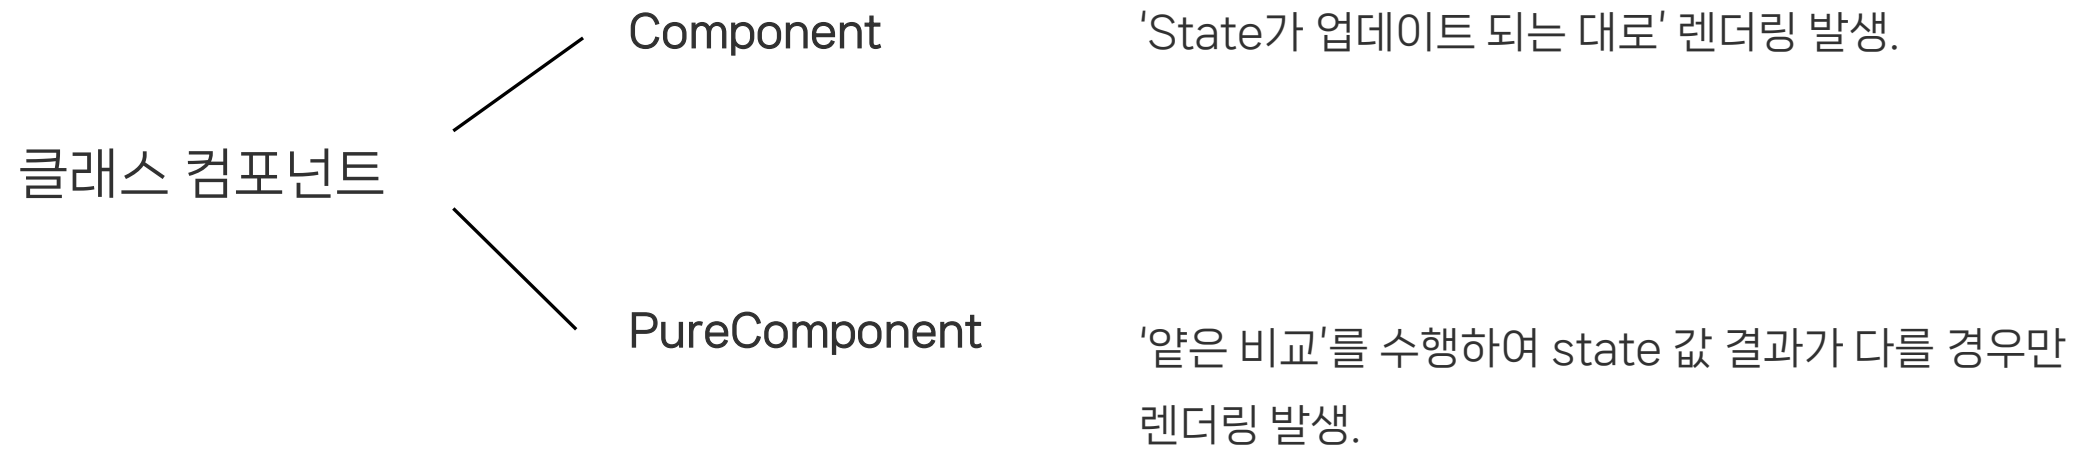 Component
'State가 업데이트 되는 대로' 렌더링 발생.
클래스 컴포넌트
PureComponent
'얕은 비교'를 수행하여 state 값 결과가 다를 경우만
렌더링 발생.